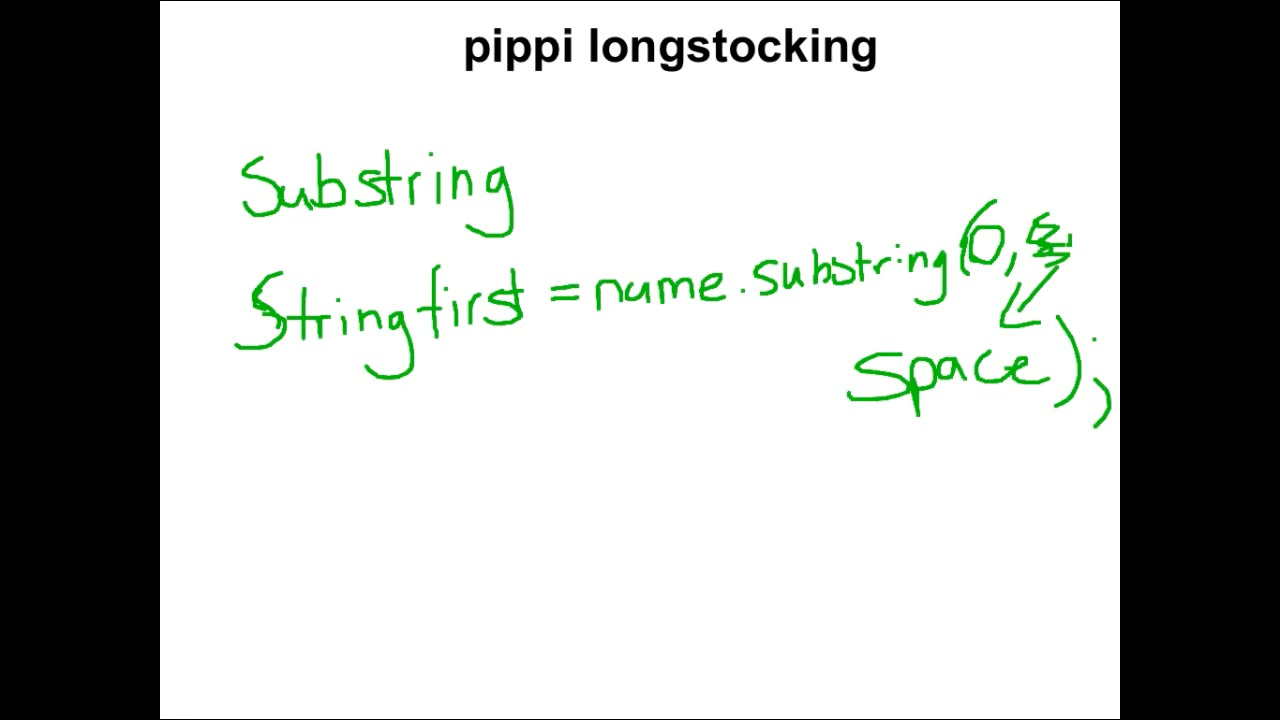 pippi longstocking
Substring
String first = name.substring(0,
space);